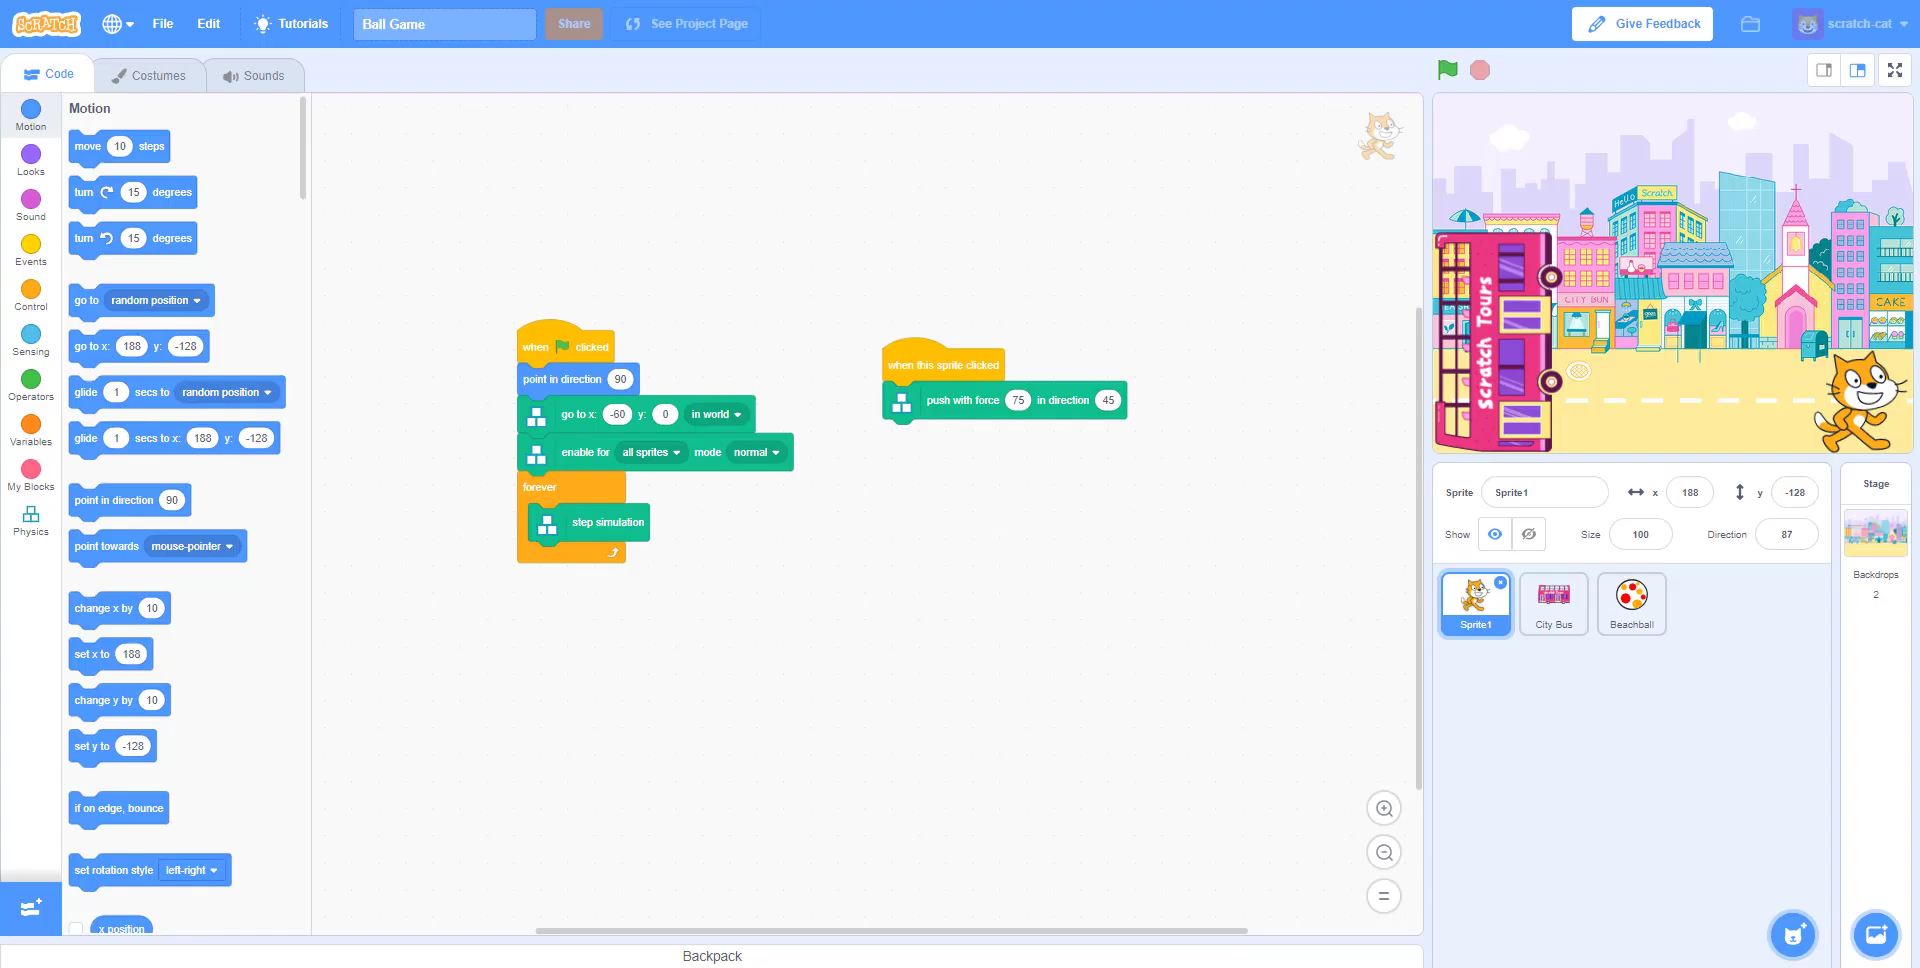 SCRATCH
File
Edit
Tutorials
Ball Game
Share
See Project Page
Give Feedback
scratch-cat
Code
Costumes
Sounds
Motion
Looks
Sound
Events
Control
Sensing
Operators
Variables
My Blocks
Physics
Motion
move 10 steps
turn 15 degrees
turn 15 degrees
go to random position
go to x: 188 y: -128
glide 1 secs to random position
glide 1 secs to x: 188 y: -128
point in direction 90
point towards mouse-pointer
change x by 10
set x to 188
change y by 10
set y to -128
if on edge, bounce
set rotation style left-right
x position
when clicked
point in direction 90
go to x: -60 y: 0 in world
enable for all sprites mode normal
forever
step simulation
when this sprite clicked
push with force 75 in direction 45
Backpack
Hello Scratch
CITY BUN
CAKE
Scratch Tours
Sprite Sprite1 x 188 y -128
Show Size 100 Direction 87
Sprite1
City Bus
Beachball
Stage
Backdrops
2